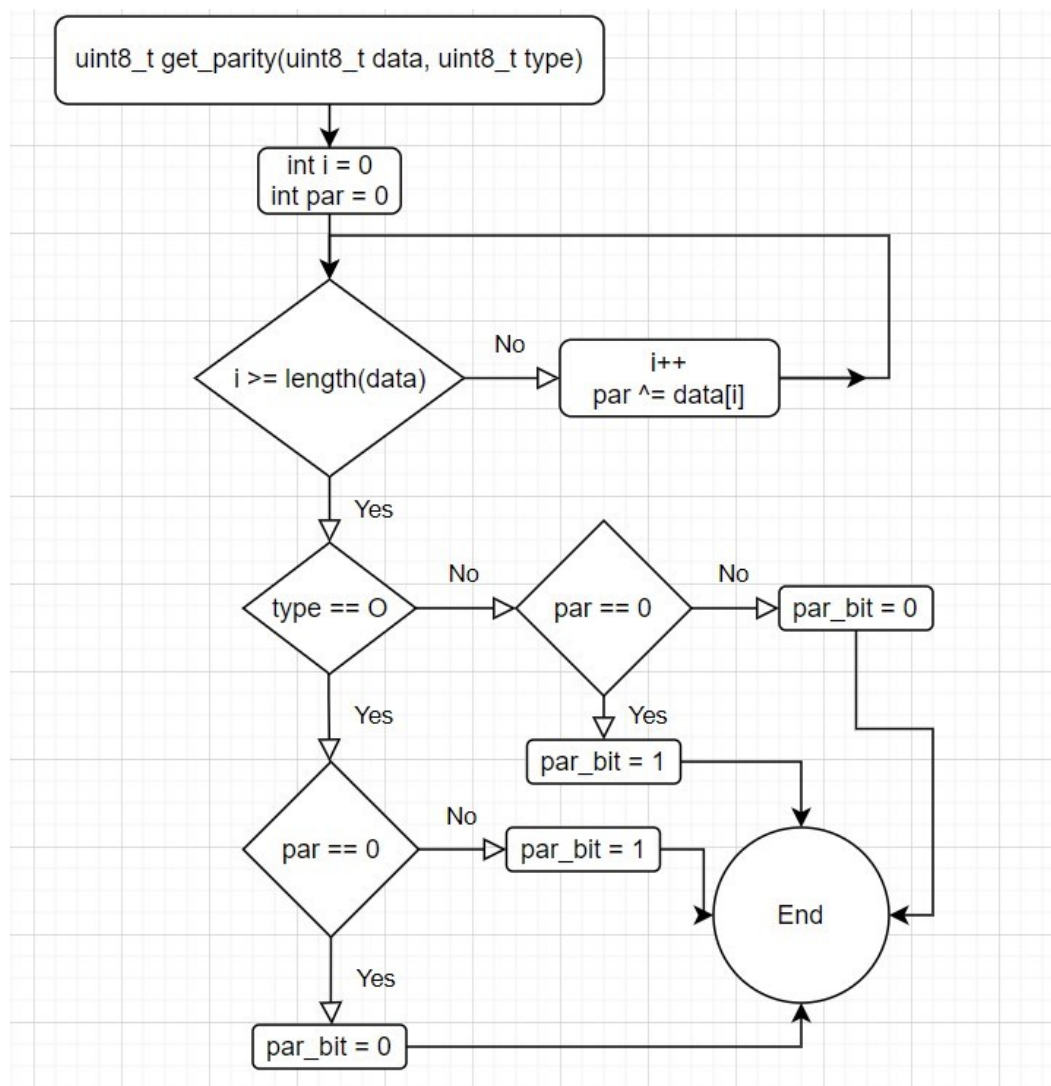 uint8_t get_parity(uint8_t data, uint8_t type)
int i = 0
int par = 0
i >= length(data)
No
i++
par ^= data[i]
Yes
type == O
No
par == 0
No
par_bit = 0
Yes
par_bit = 1
Yes
par == 0
No
par_bit = 1
End
Yes
par_bit = 0